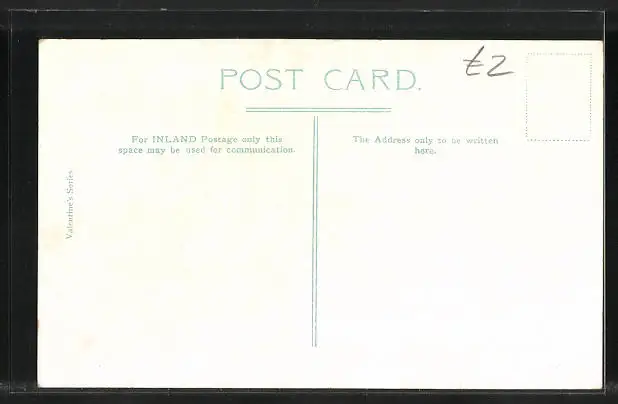 POST CARD.
£2
For INLAND Postage only this
space may be used for communication.
The Address only to be written
here.
Valentine's Series